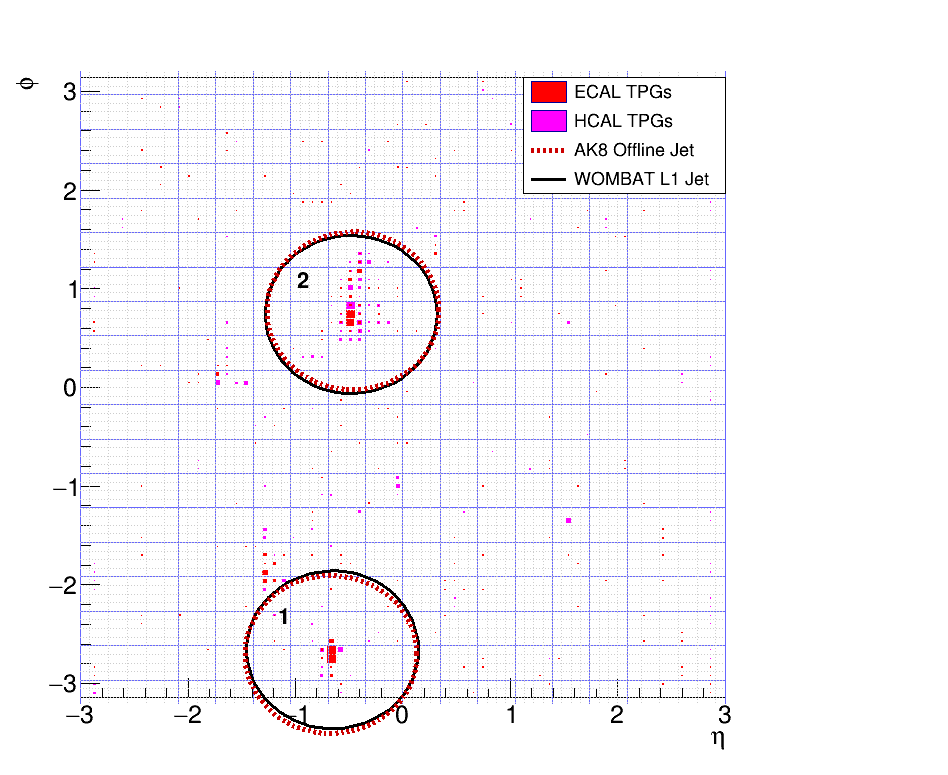 ϕ
3
2
1
0
−1
−2
−3
ECAL TPGs
HCAL TPGs
AK8 Offline Jet
WOMBAT L1 Jet
2
1
−3 −2 −1 0 1 2 3
η